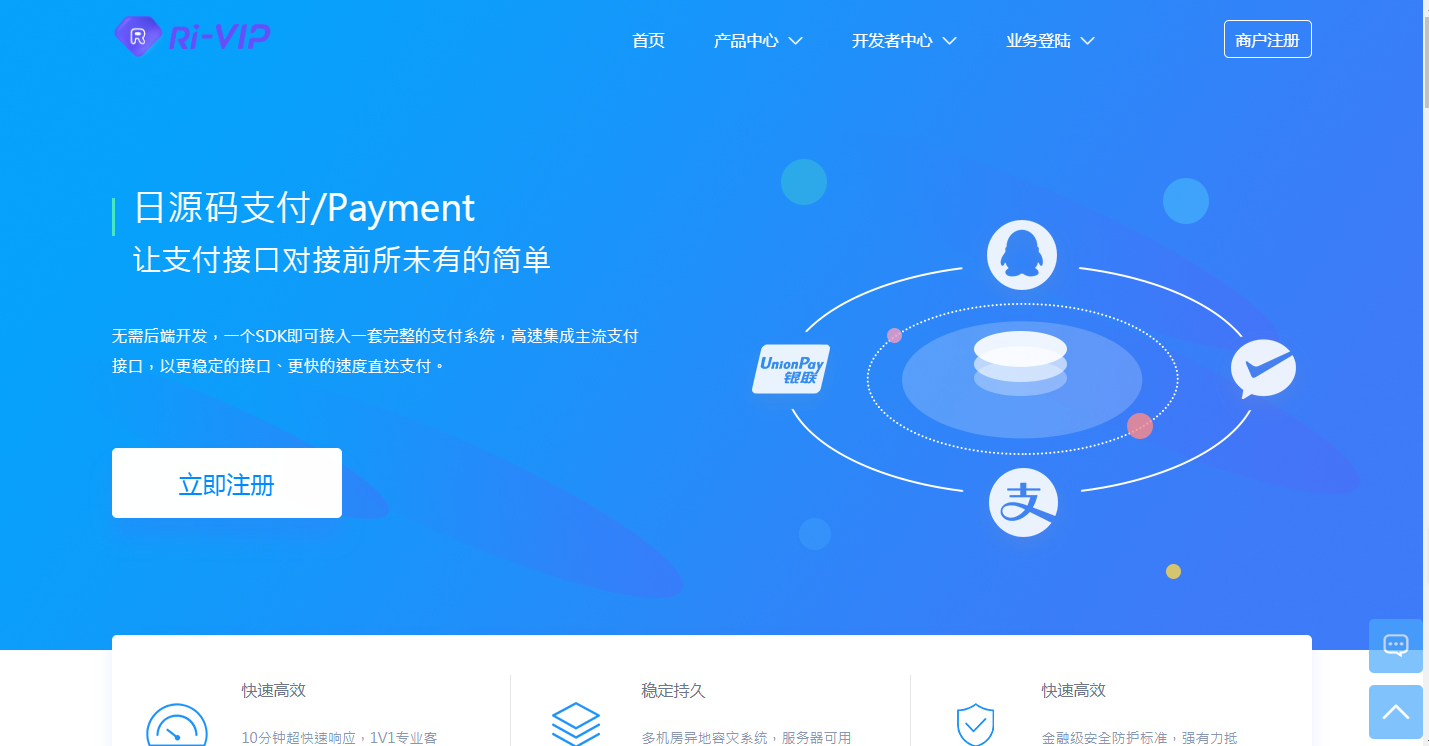 Ri-VIP
首页
产品中心
开发者中心
业务登陆
商户注册
日源码支付/Payment
让支付接口对接前所未有的简单
无需后端开发，一个SDK即可接入一套完整的支付系统，高速集成主流支付
接口，以更稳定的接口、更快的速度直达支付。
立即注册
UnionPay
银联
支
快速高效
10分钟超快速响应，1V1专业客
稳定持久
多机房异地容灾系统，服务器可用
快速高效
金融级安全防护标准，强有力抵